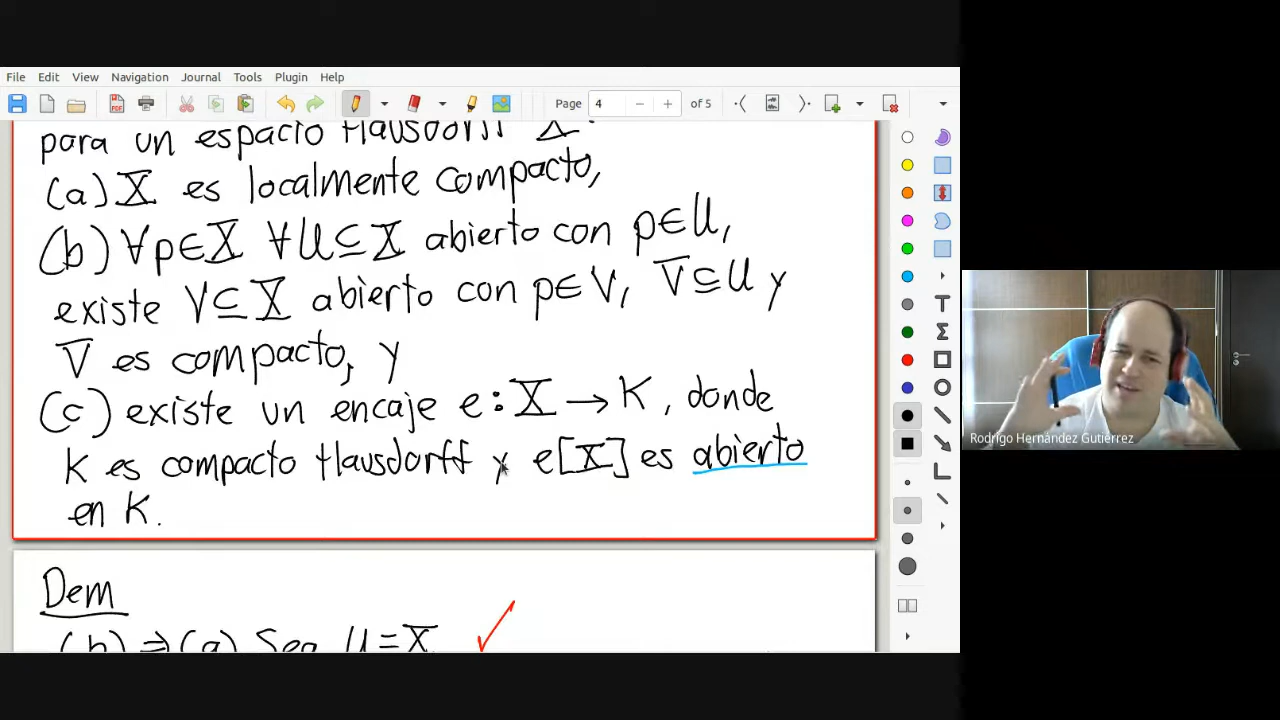 File Edit View Navigation Journal Tools Plugin Help
Page 4 of 5
para un espacio Hausdorff X.
(a) X es localmente compacto,
(b) ∀p∈X ∀U⊆X abierto con p∈U,
existe V⊆X abierto con p∈V, V̅⊆U y
V̅ es compacto, y
(c) existe un encaje e:X→K, donde
K es compacto Hausdorff y e[X] es abierto
en K.
Dem
(b)⇒(a) Sea U=X
Rodrigo Hernández Gutiérrez